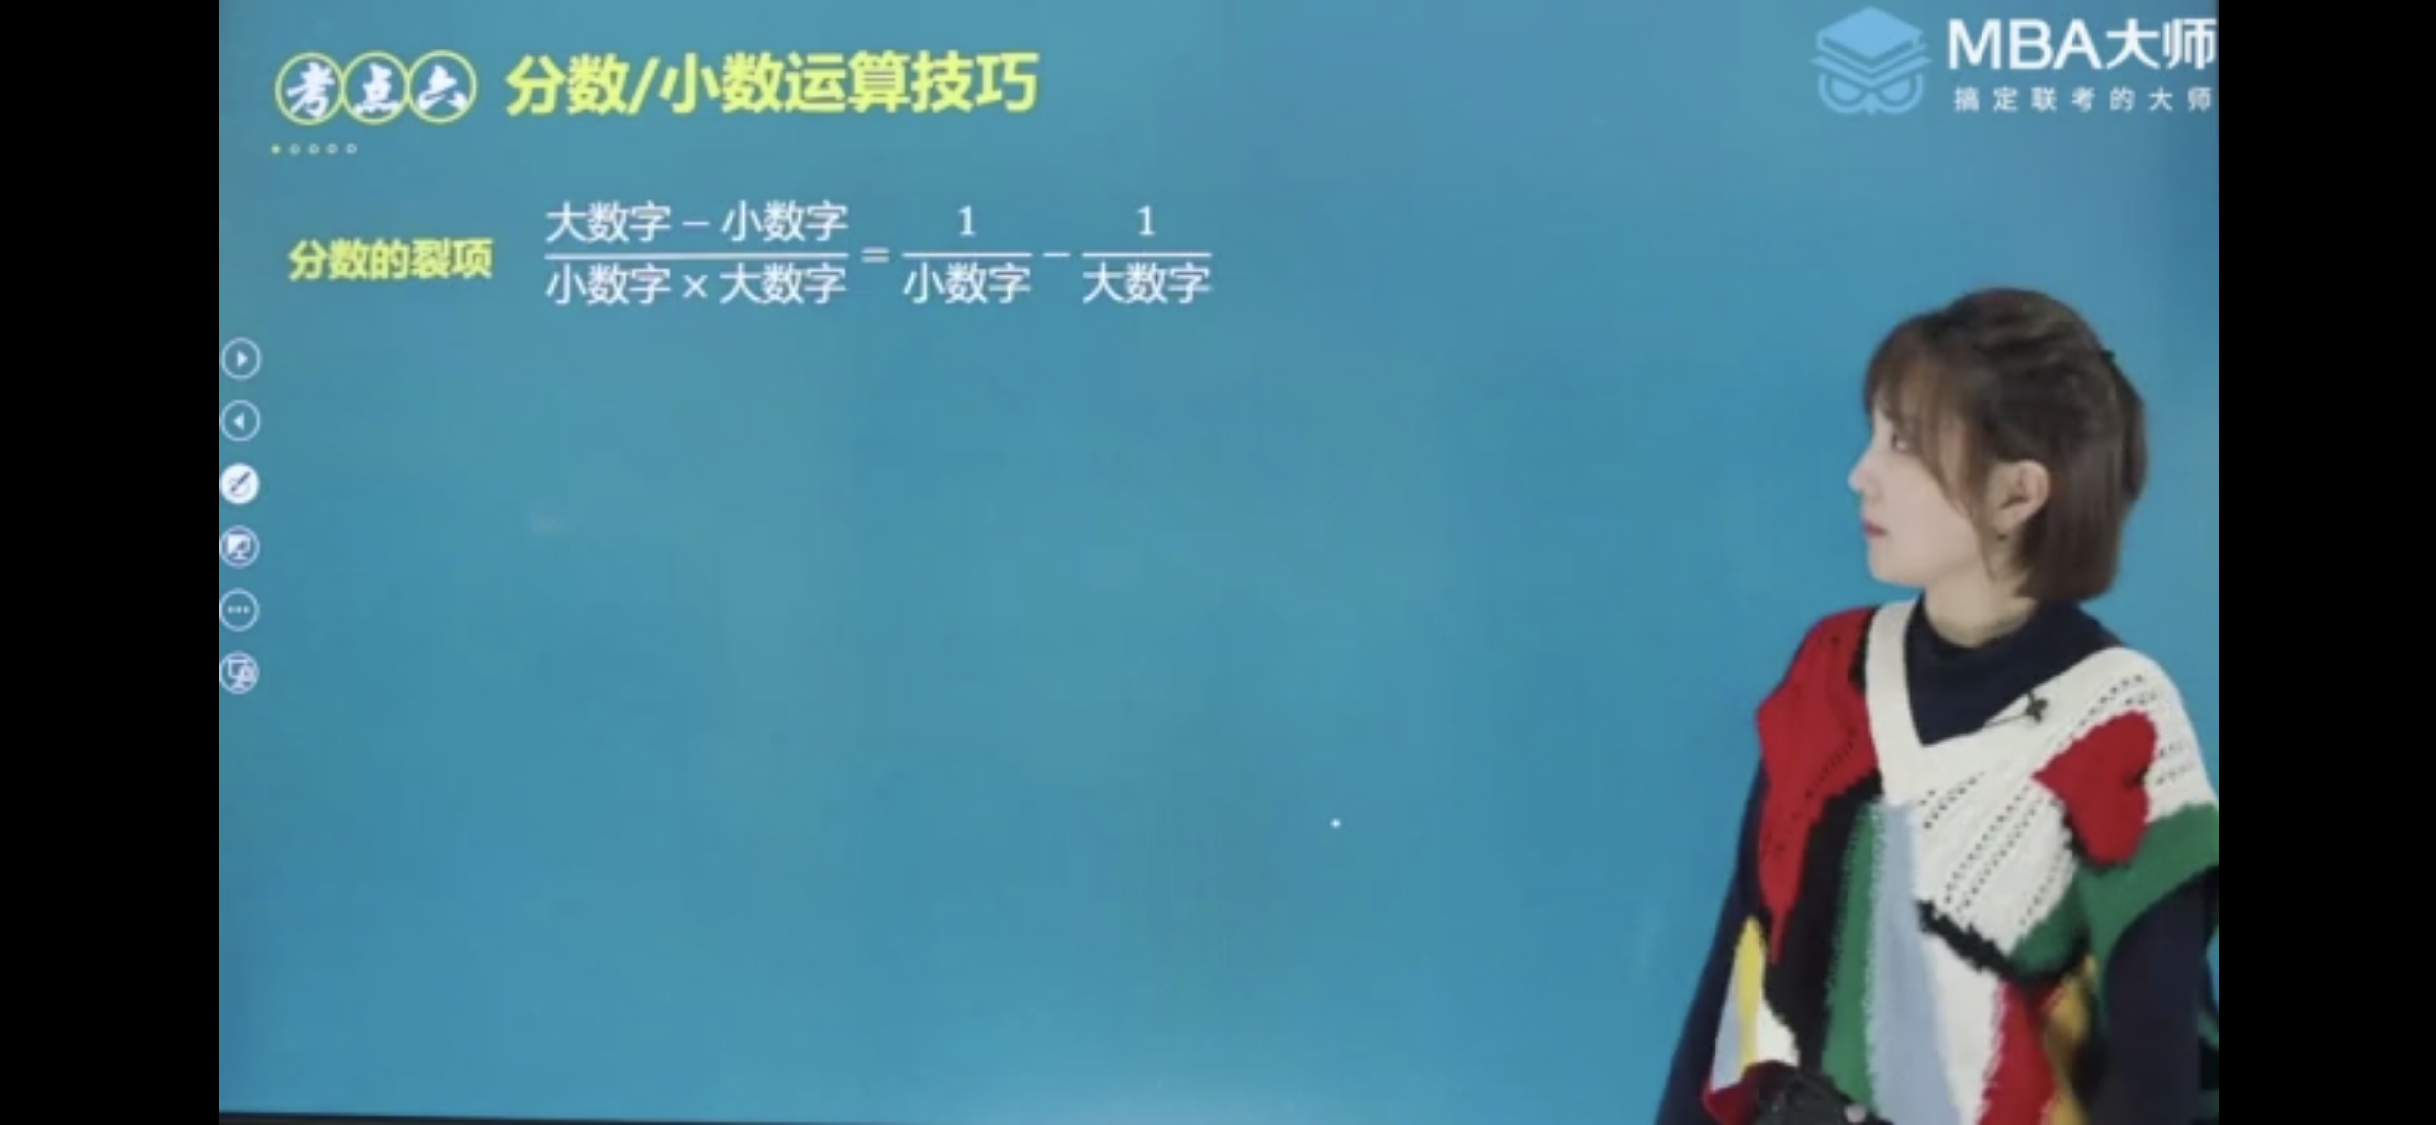 考点六 分数/小数运算技巧
MBA大师
搞定联考的大师
分数的裂项 大数字 − 小数字 / 小数字 × 大数字 = 1 / 小数字 − 1 / 大数字